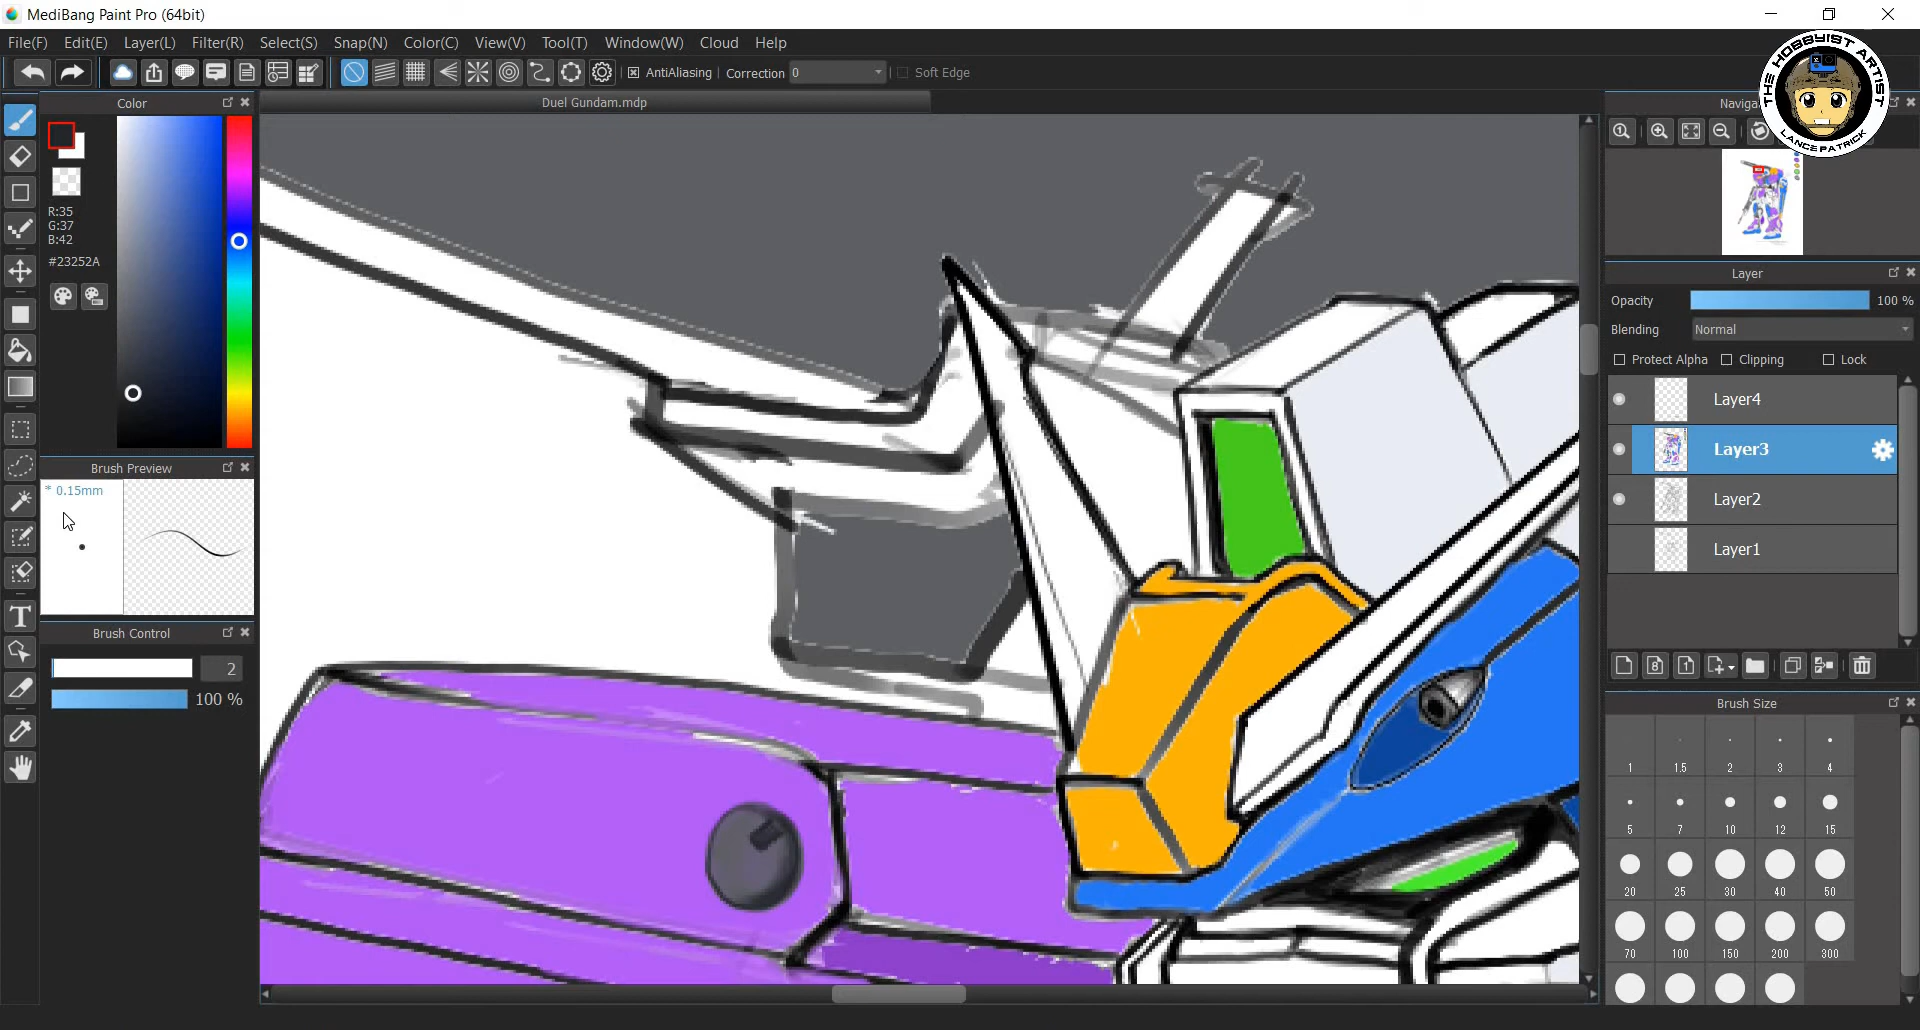 MediBang Paint Pro (64bit)
File(F) Edit(E) Layer(L) Filter(R) Select(S) Snap(N) Color(C) View(V) Tool(T) Window(W) Cloud Help
AntiAliasing Correction 0 Soft Edge
THE HOBBYIST ARTIST
LANCE PATRICK
Color
Duel Gundam.mdp
R:35
G:37
B:42
#23252A
Brush Preview
* 0.15mm
Brush Control
2
100 %
Layer
Opacity 100 %
Blending Normal
Protect Alpha Clipping Lock
Layer4
Layer3
Layer2
Layer1
Brush Size
1 1.5 2 3 4
5 7 10 12 15
20 25 30 40 50
70 100 150 200 300